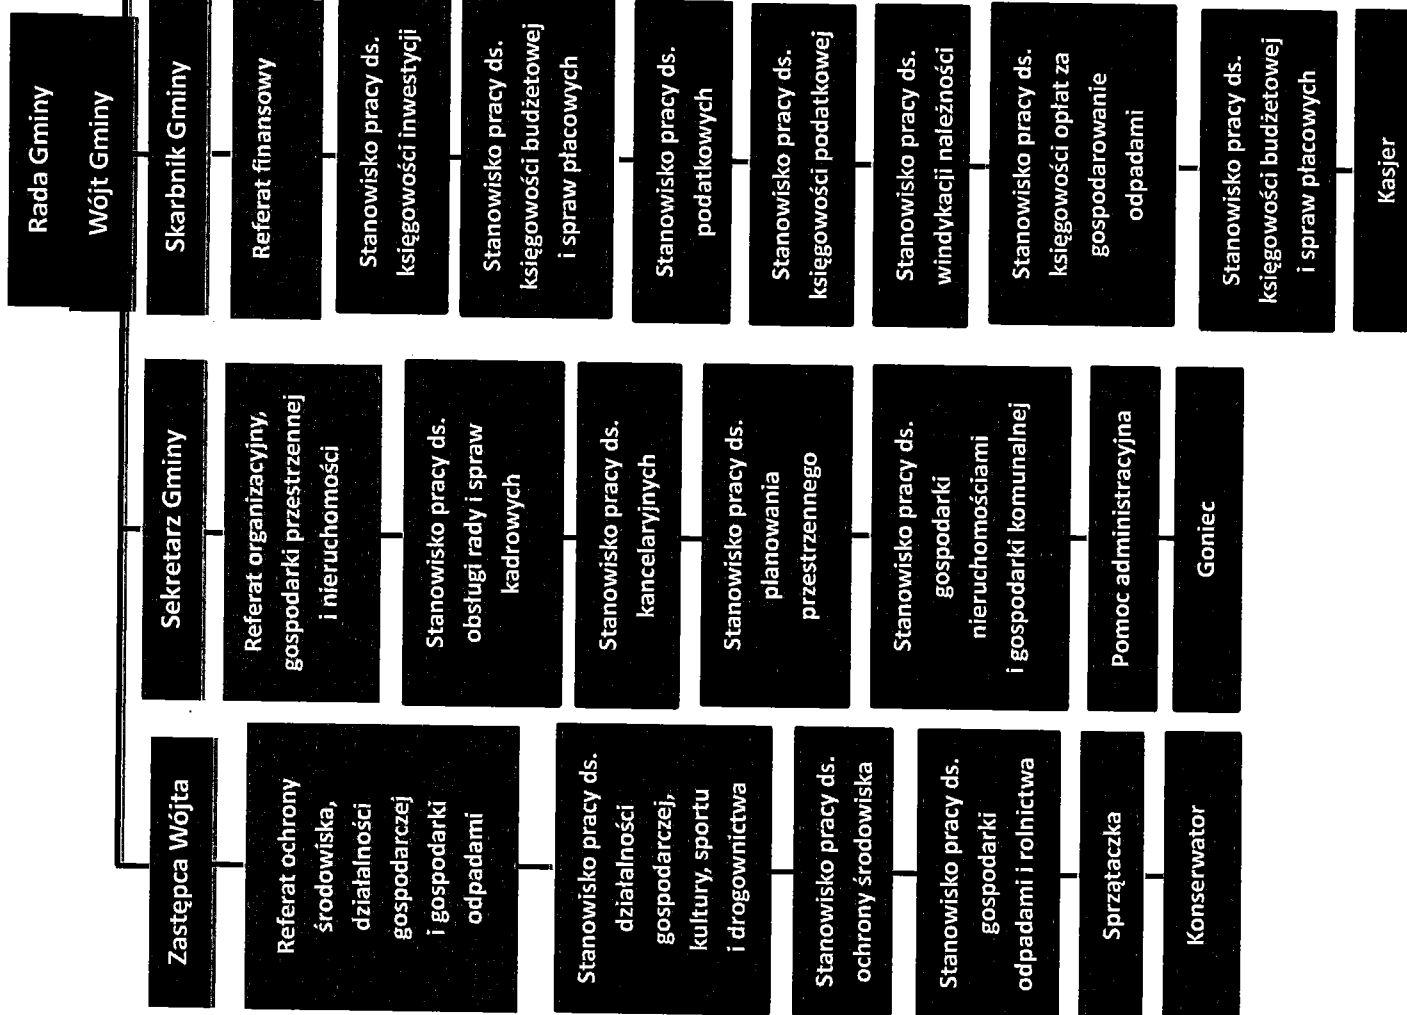 Rada Gminy
Wójt Gminy
Zastępca Wójta
Referat ochrony
środowiska,
działalności
gospodarczej
i gospodarki
odpadami
Stanowisko pracy ds.
działalności
gospodarczej,
kultury, sportu
i drogownictwa
Stanowisko pracy ds.
ochrony środowiska
Stanowisko pracy ds.
gospodarki
odpadami i rolnictwa
Sprzątaczka
Konserwator
Sekretarz Gminy
Referat organizacyjny,
gospodarki przestrzennej
i nieruchomości
Stanowisko pracy ds.
obsługi rady i spraw
kadrowych
Stanowisko pracy ds.
kancelaryjnych
Stanowisko pracy ds.
planowania
przestrzennego
Stanowisko pracy ds.
gospodarki
nieruchomościami
i gospodarki komunalnej
Pomoc administracyjna
Goniec
Skarbnik Gminy
Referat finansowy
Stanowisko pracy ds.
księgowości inwestycji
Stanowisko pracy ds.
księgowości budżetowej
i spraw płacowych
Stanowisko pracy ds.
podatkowych
Stanowisko pracy ds.
księgowości podatkowej
Stanowisko pracy ds.
windykacji należności
Stanowisko pracy ds.
księgowości opłat za
gospodarowanie
odpadami
Stanowisko pracy ds.
księgowości budżetowej
i spraw płacowych
Kasjer